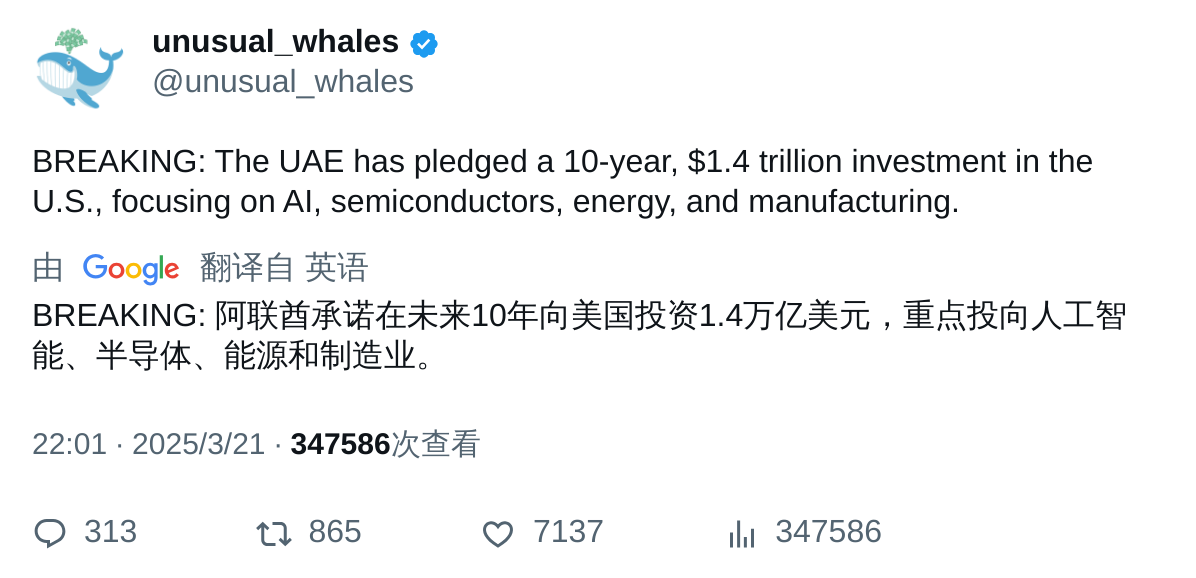 unusual_whales
@unusual_whales
BREAKING: The UAE has pledged a 10-year, $1.4 trillion investment in the
U.S., focusing on AI, semiconductors, energy, and manufacturing.
由 Google 翻译自 英语
BREAKING: 阿联酋承诺在未来10年向美国投资1.4万亿美元，重点投向人工智
能、半导体、能源和制造业。
22:01 · 2025/3/21 · 347586次查看
313 865 7137 347586